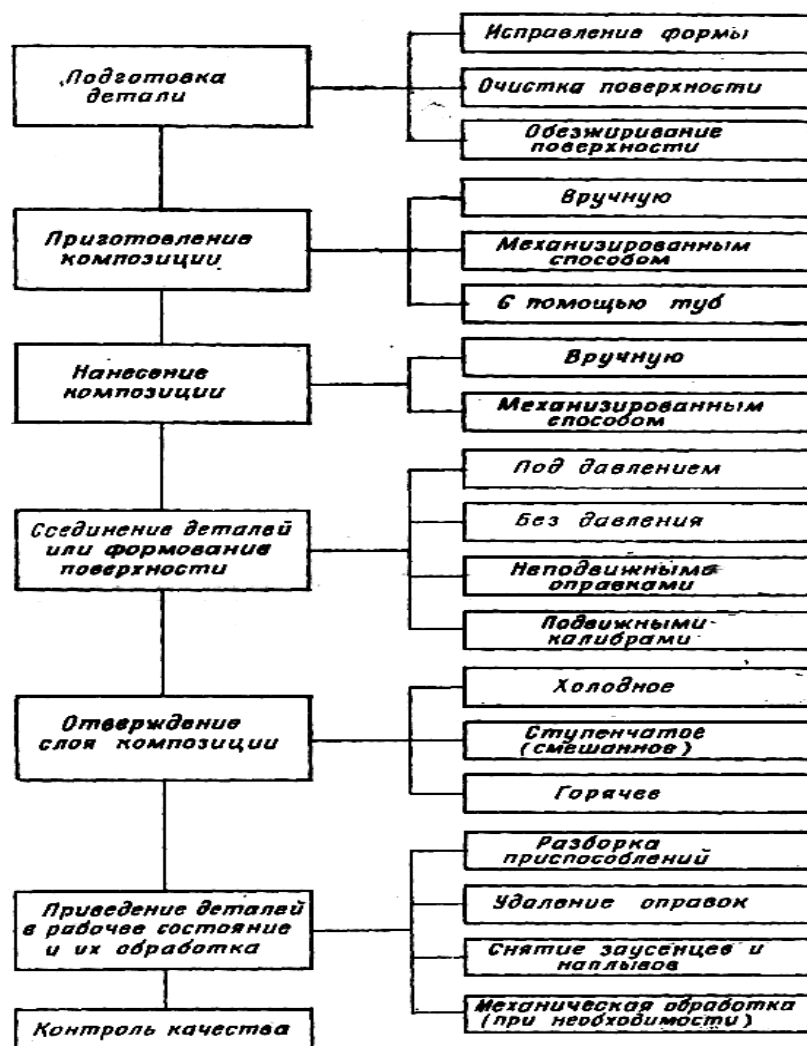 Подготовка
детали
Исправление формы
Очистка поверхности
Обезжиривание
поверхности
Приготовление
композиции
Вручную
Механизированным
способом
С помощью туб
Нанесение
композиции
Вручную
Механизированным
способом
Соединение деталей
или формование
поверхности
Под давлением
Без давления
Неподвижными
оправками
Подвижными
калибрами
Отверждение
слоя композиции
Холодное
Ступенчатое
(смешанное)
Горячее
Приведение деталей
в рабочее состояние
и их обработка
Разборка
приспособлений
Удаление оправок
Снятие заусенцев и
наплывов
Механическая обработка
(при необходимости)
Контроль качества